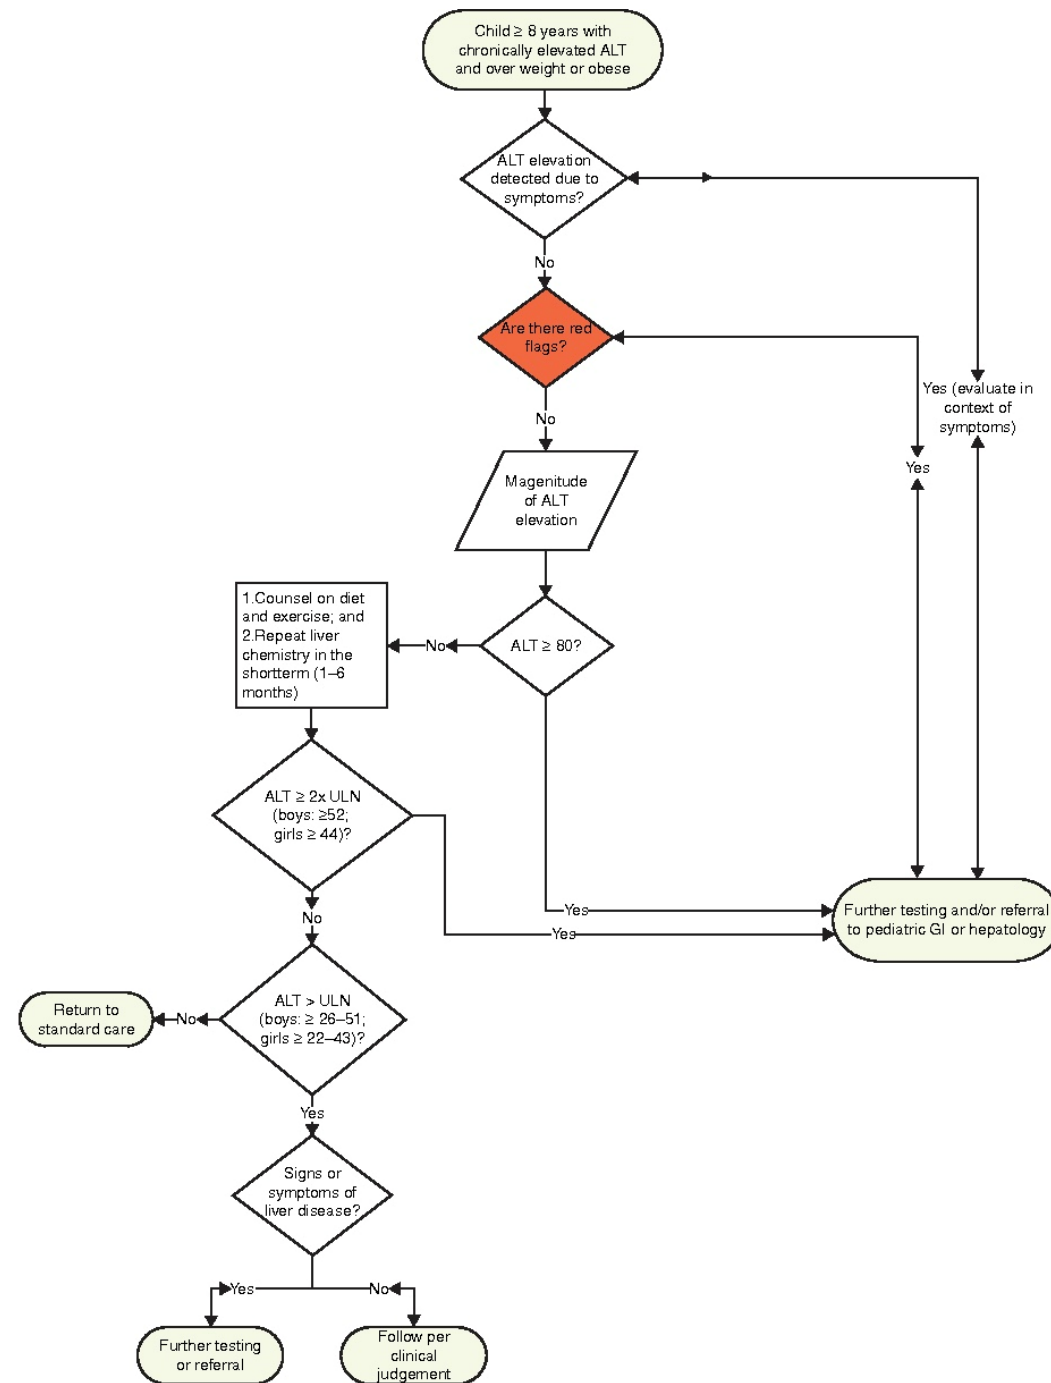 Child ≥ 8 years with
chronically elevated ALT
and over weight or obese
ALT elevation
detected due to
symptoms?
No
Are there red
flags?
Yes (evaluate in
context of
symptoms)
No
Yes
Magenitude
of ALT
elevation
1.Counsel on diet
and exercise; and
2.Repeat liver
chemistry in the
shortterm (1–6
months)
No
ALT ≥ 80?
ALT ≥ 2x ULN
(boys: ≥52;
girls ≥ 44)?
Yes
Yes
Further testing and/or referral
to pediatric GI or hepatology
No
Return to
standard care
No
ALT > ULN
(boys: ≥ 26–51;
girls ≥ 22–43)?
Yes
Signs or
symptoms of
liver disease?
Yes
No
Further testing
or referral
Follow per
clinical
judgement